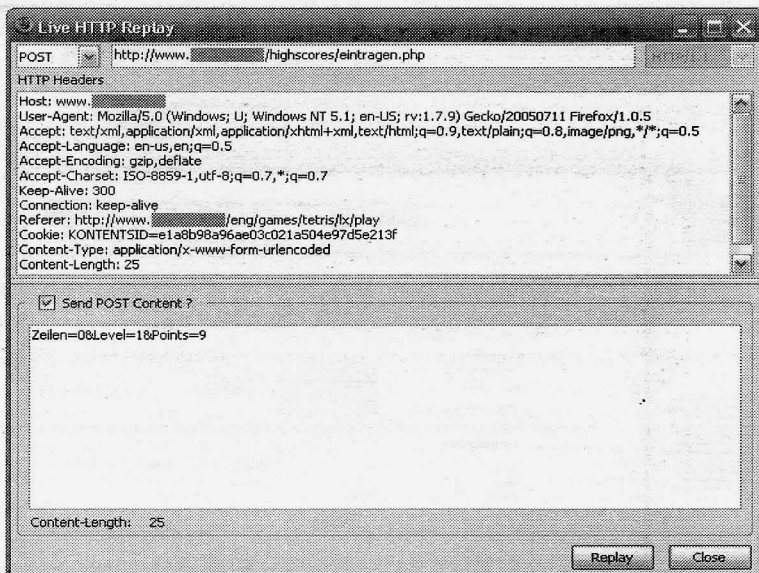 Live HTTP Replay
POST http://www. /highscores/eintragen.php HTTP/1.1
HTTP Headers
Host: www.
User-Agent: Mozilla/5.0 (Windows; U; Windows NT 5.1; en-US; rv:1.7.9) Gecko/20050711 Firefox/1.0.5
Accept: text/xml,application/xml,application/xhtml+xml,text/html;q=0.9,text/plain;q=0.8,image/png,*/*;q=0.5
Accept-Language: en-us,en;q=0.5
Accept-Encoding: gzip,deflate
Accept-Charset: ISO-8859-1,utf-8;q=0.7,*;q=0.7
Keep-Alive: 300
Connection: keep-alive
Referer: http://www. /eng/games/tetris/lx/play
Cookie: KONTENTSID=e1a8b98a96ae03c021a504e97d5e213f
Content-Type: application/x-www-form-urlencoded
Content-Length: 25
Send POST Content ?
Zeilen=0&Level=1&Points=9
Content-Length: 25
Replay Close